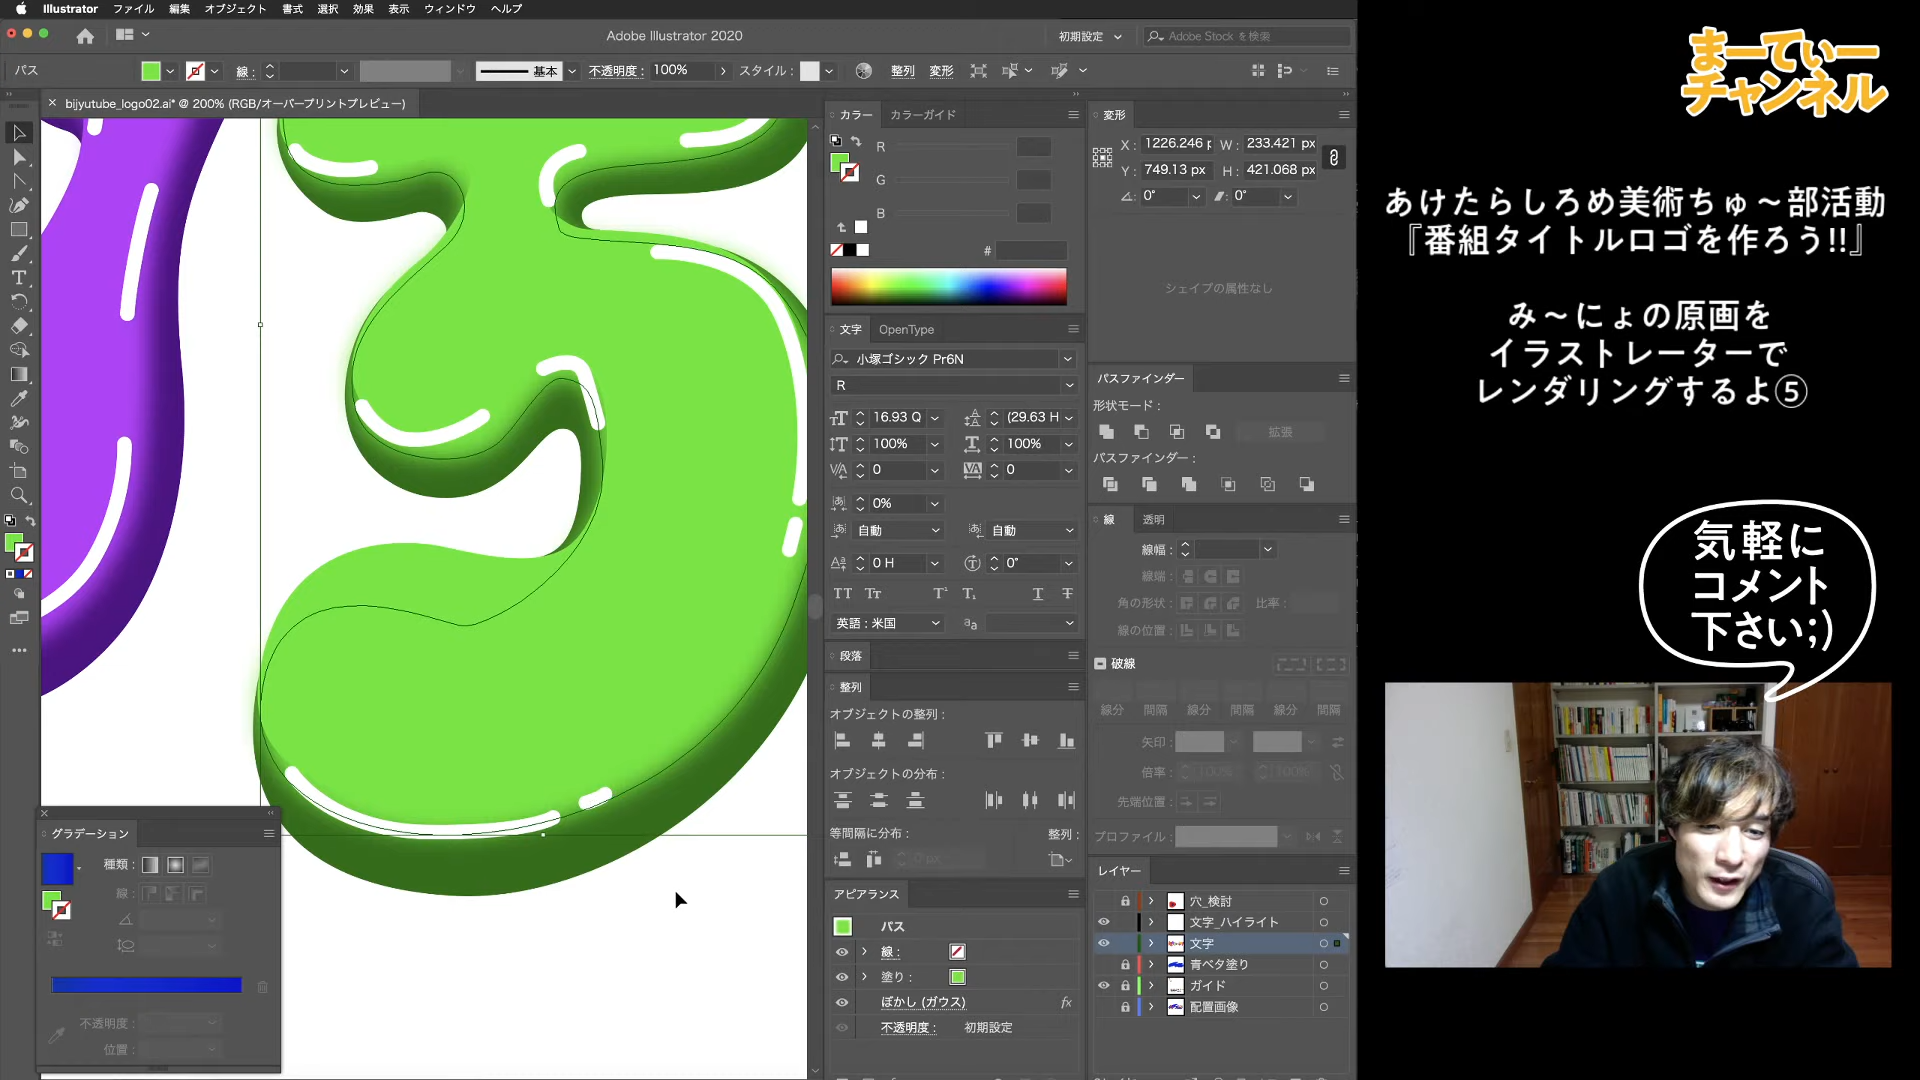 Illustrator ファイル 編集 オブジェクト 書式 選択 効果 表示 ウィンドウ ヘルプ
Adobe Illustrator 2020
初期設定
Adobe Stock を検索
パス
線 :
基本
不透明度 : 100%
スタイル :
整列
変形
bijyutube_logo02.ai* @ 200% (RGB/オーバープリントプレビュー)
カラー
カラーガイド
R
G
B
#
文字
OpenType
小塚ゴシック Pr6N
R
16.93 Q
(29.63 H
100%
100%
0
0
0%
自動
自動
0 H
0°
英語 : 米国
段落
整列
オブジェクトの整列 :
オブジェクトの分布 :
等間隔に分布 :
整列 :
0 px
アピアランス
パス
線 :
塗り :
ぼかし (ガウス)
fx
不透明度 :
初期設定
変形
X : 1226.246 p
W : 233.421 px
Y : 749.13 px
H : 421.068 px
0°
0°
シェイプの属性なし
パスファインダー
形状モード :
拡張
パスファインダー :
線
透明
線幅 :
線端 :
角の形状 :
比率 :
線の位置 :
破線
線分 間隔 線分 間隔 線分 間隔
矢印 :
倍率 : 100% 100%
先端位置 :
プロファイル :
レイヤー
穴_検討
文字_ハイライト
文字
青ベタ塗り
ガイド
配置画像
グラデーション
種類 :
線 :
不透明度 :
位置 :
まーてぃー
チャンネル
あけたらしろめ美術ちゅ～部活動
『番組タイトルロゴを作ろう!!』
み～にょの原画を
イラストレーターで
レンダリングするよ⑤
気軽に
コメント
下さい;)